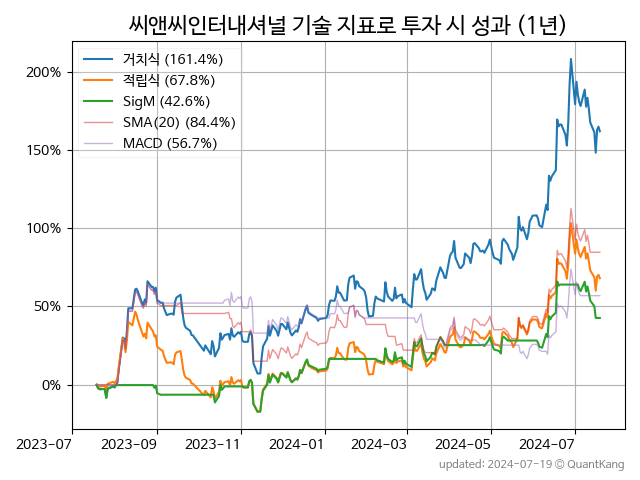 씨앤씨인터내셔널 기술 지표로 투자 시 성과 (1년)
거치식 (161.4%)
적립식 (67.8%)
SigM (42.6%)
SMA(20) (84.4%)
MACD (56.7%)
200%
150%
100%
50%
0%
2023-07 2023-09 2023-11 2024-01 2024-03 2024-05 2024-07
updated: 2024-07-19 © QuantKang